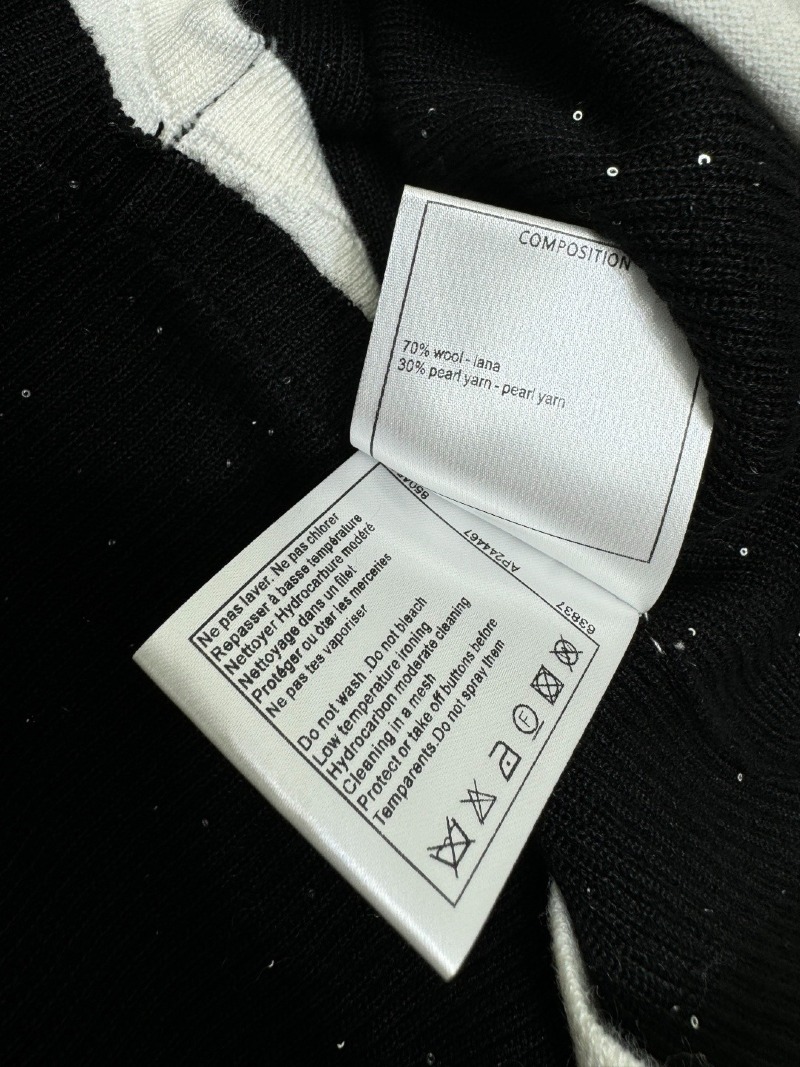 COMPOSITION
70% wool - lana
30% pearl yarn - pearl yarn
AP244467
63837
Ne pas laver. Ne pas chlorer
Repasser à basse température
Nettoyer Hydrocarbure modéré
Nettoyage dans un filet
Protéger ou ôter les merceries
Ne pas tes vaporiser
Do not wash .Do not bleach
Low temperature ironing
Hydrocarbon moderate cleaning
Cleaning in a mesh
Protect or take off buttons before
Temparents.Do not spray them
F